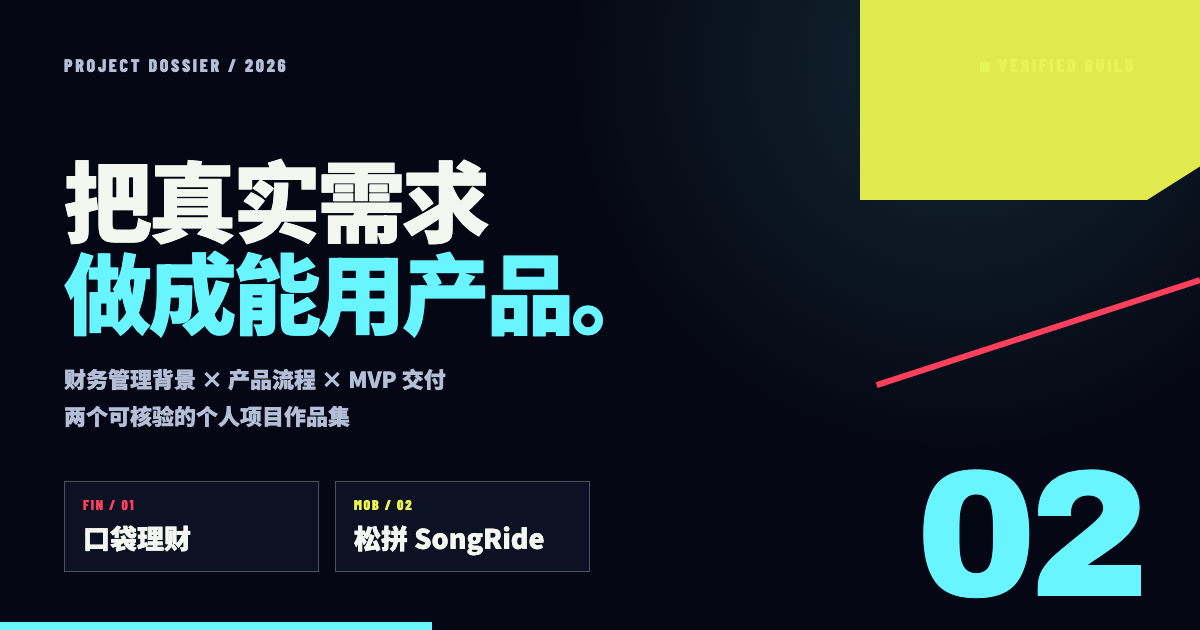 PROJECT DOSSIER / 2026
■ VERIFIED BUILD
把真实需求
做成能用产品。
财务管理背景 × 产品流程 × MVP 交付
两个可核验的个人项目作品集
FIN / 01
口袋理财
MOB / 02
松拼 SongRide
02